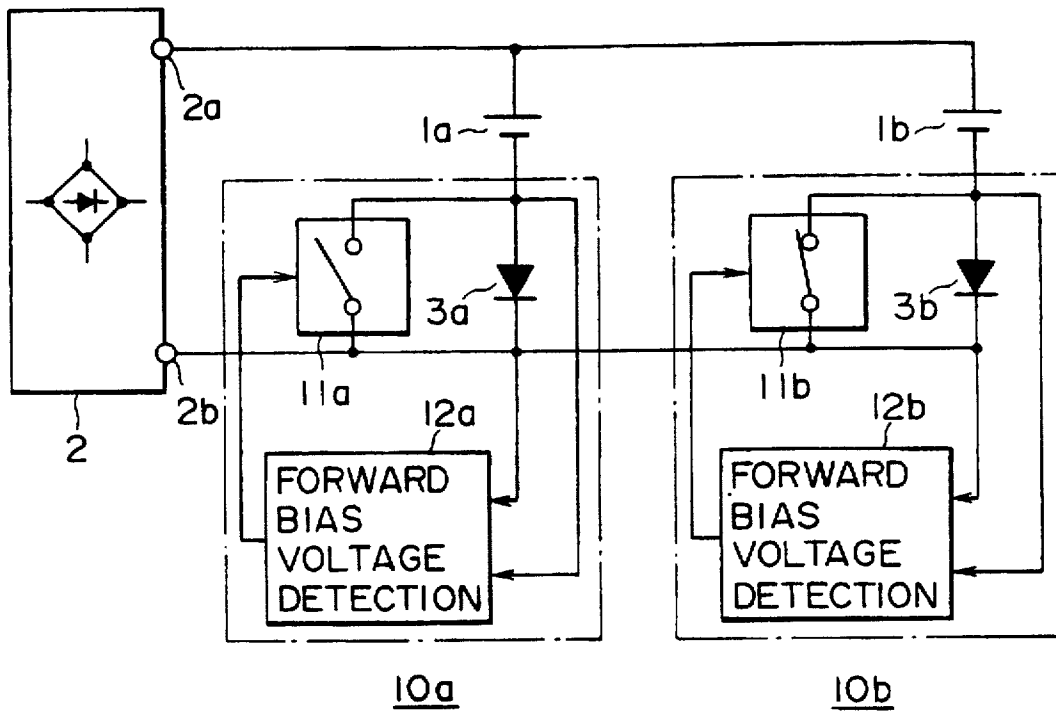 2a
1a
1b
3a
3b
11a
11b
2b
2
12a
12b
FORWARD
BIAS
VOLTAGE
DETECTION
FORWARD
BIAS
VOLTAGE
DETECTION
10a
10b